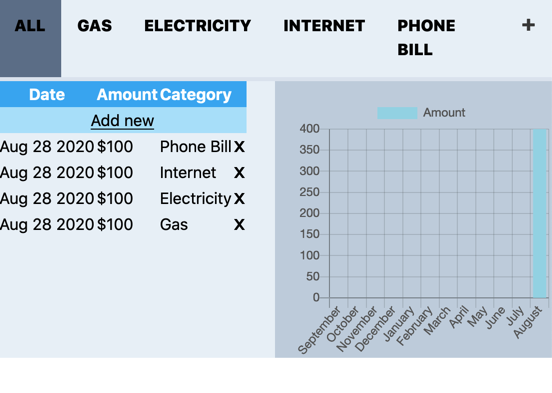 ALL GAS ELECTRICITY INTERNET PHONE BILL +
Date Amount Category
Add new
Aug 28 2020 $100 Phone Bill X
Aug 28 2020 $100 Internet X
Aug 28 2020 $100 Electricity X
Aug 28 2020 $100 Gas X
Amount
400
350
300
250
200
150
100
50
0
September October November December January February March April May June July August